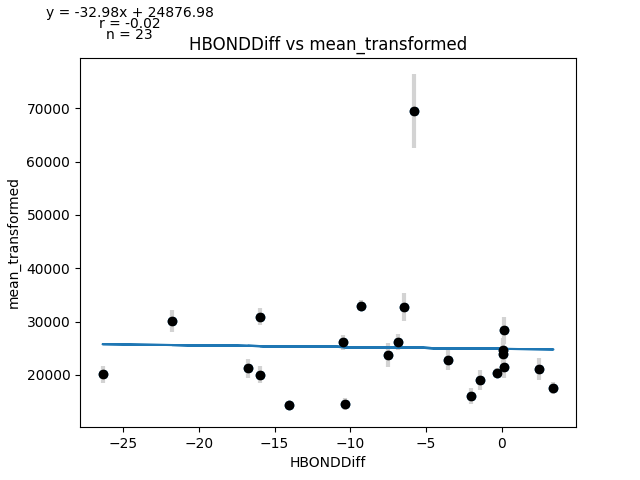 y = -32.98x + 24876.98
r = -0.02
n = 23
HBONDDiff vs mean_transformed
mean_transformed
70000
60000
50000
40000
30000
20000
−25
−20
−15
−10
−5
0
HBONDDiff